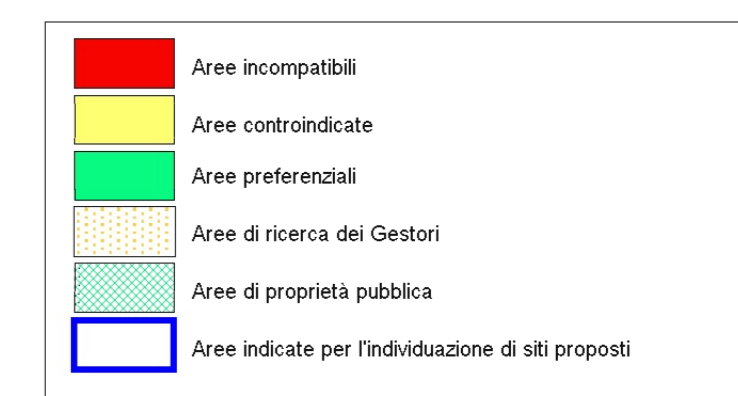 Aree incompatibili
Aree controindicate
Aree preferenziali
Aree di ricerca dei Gestori
Aree di proprietà pubblica
Aree indicate per l'individuazione di siti proposti